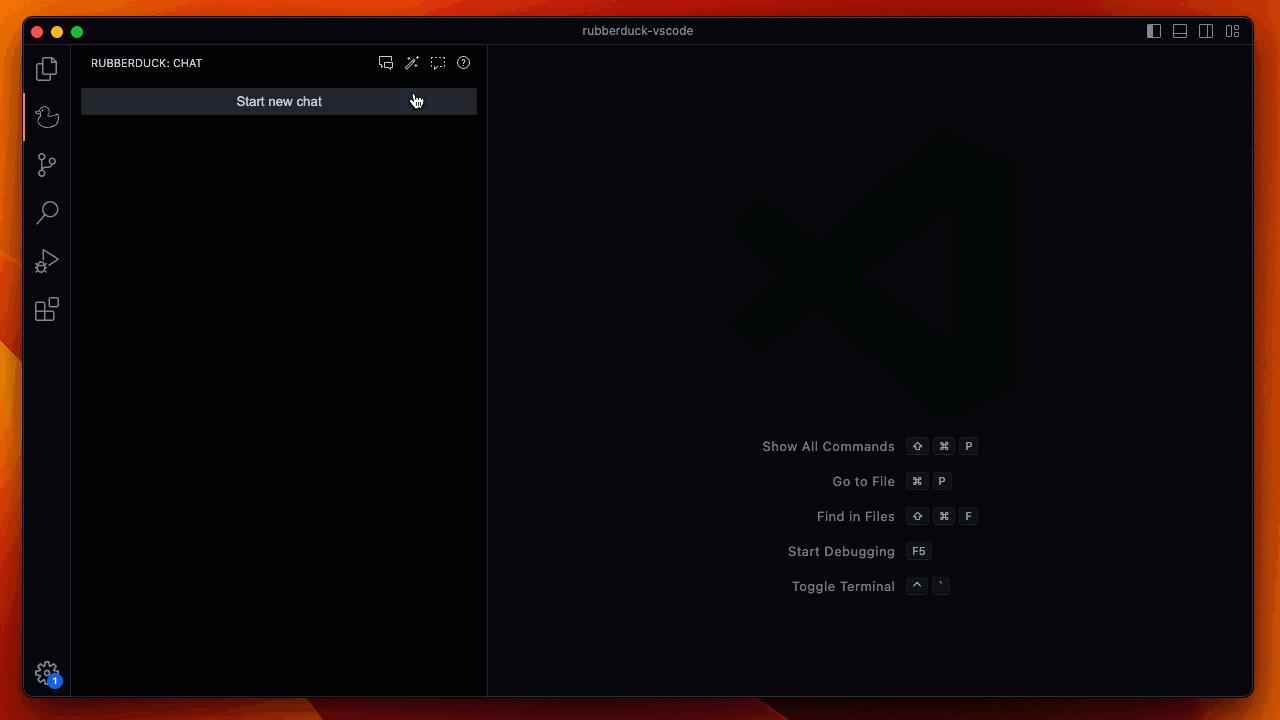 rubberduck-vscode
RUBBERDUCK: CHAT
Start new chat
Show All Commands ⇧ ⌘ P
Go to File ⌘ P
Find in Files ⇧ ⌘ F
Start Debugging F5
Toggle Terminal ^ `
1